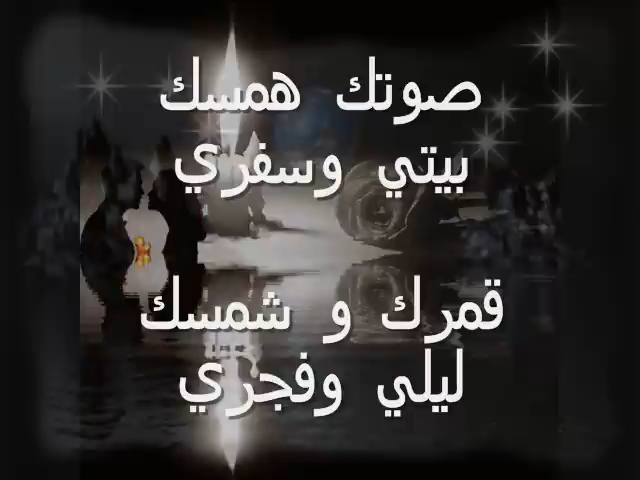 صوتك همسك
بيتي وسفري
قمرك و شمسك
ليلي وفجري